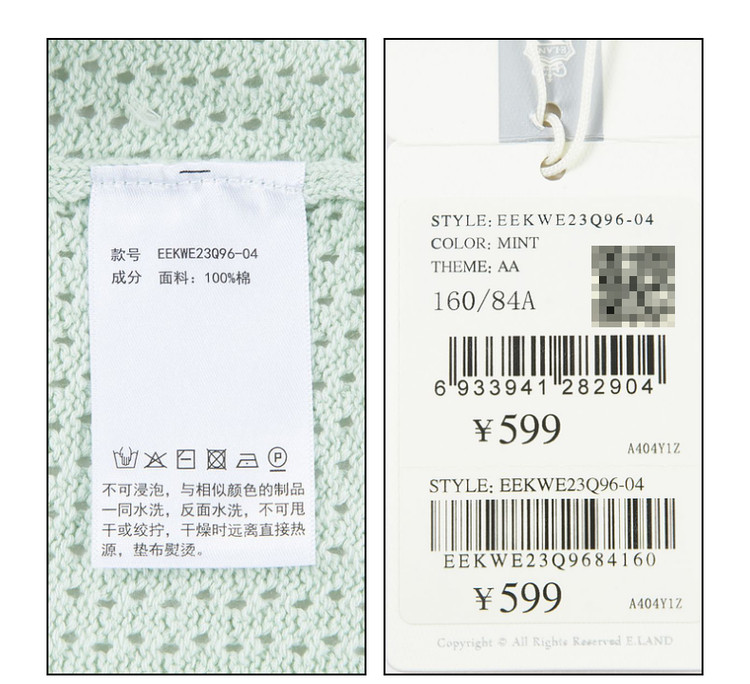 款号 EEKWE23Q96-04
成分 面料：100%棉
不可浸泡，与相似颜色的制品
一同水洗，反面水洗，不可甩
干或绞拧，干燥时远离直接热
源，垫布熨烫。
P
E·LAND
STYLE: EEKWE23Q96-04
COLOR: MINT
THEME: AA
160/84A
6 933941 282904
¥599
A404Y1Z
STYLE: EEKWE23Q96-04
EEKWE23Q9684160
¥599
A404Y1Z
Copyright © All Rights Reserved E.LAND